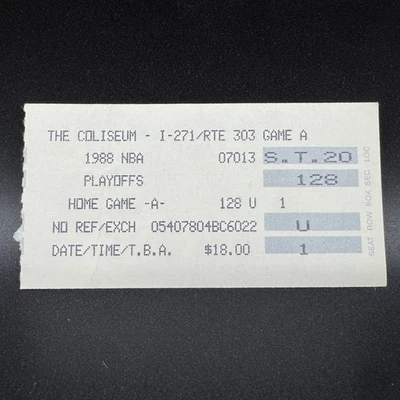 THE COLISEUM - I-271/RTE 303 GAME A
1988 NBA 07013 S.T.20
PLAYOFFS 128
HOME GAME -A- 128 U 1
NO REF/EXCH 05407804BC6022 U
DATE/TIME/T.B.A. $18.00 1
SEAT ROW BOX SEC LOC